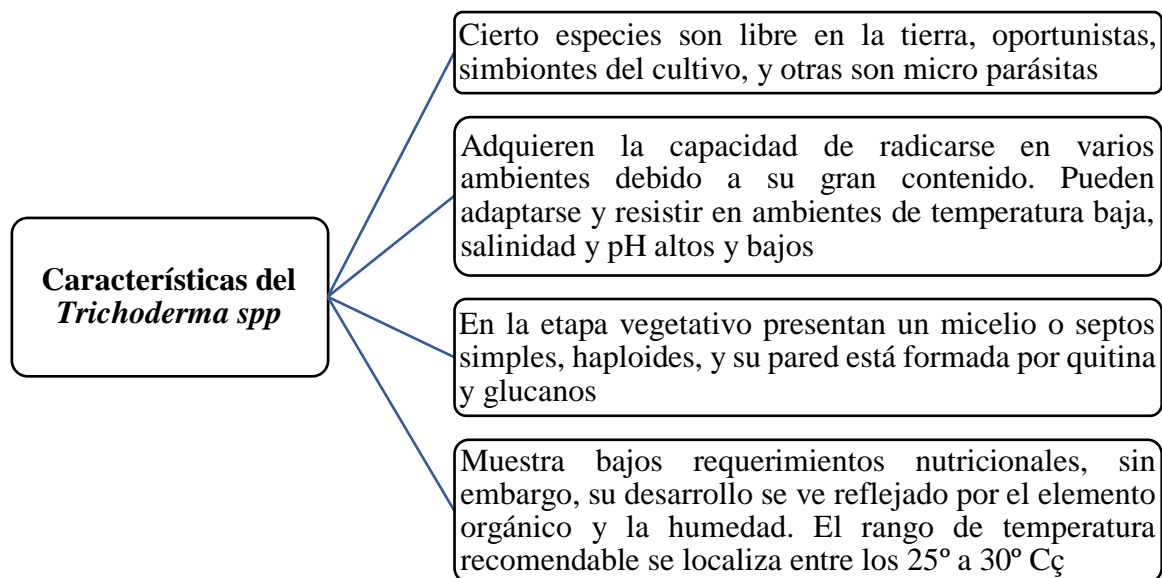 Cierto especies son libre en la tierra, oportunistas,
simbiontes del cultivo, y otras son micro parásitas
Adquieren la capacidad de radicarse en varios
ambientes debido a su gran contenido. Pueden
adaptarse y resistir en ambientes de temperatura baja,
salinidad y pH altos y bajos
Características del
Trichoderma spp
En la etapa vegetativo presentan un micelio o septos
simples, haploides, y su pared está formada por quitina
y glucanos
Muestra bajos requerimientos nutricionales, sin
embargo, su desarrollo se ve reflejado por el elemento
orgánico y la humedad. El rango de temperatura
recomendable se localiza entre los 25º a 30º Cç